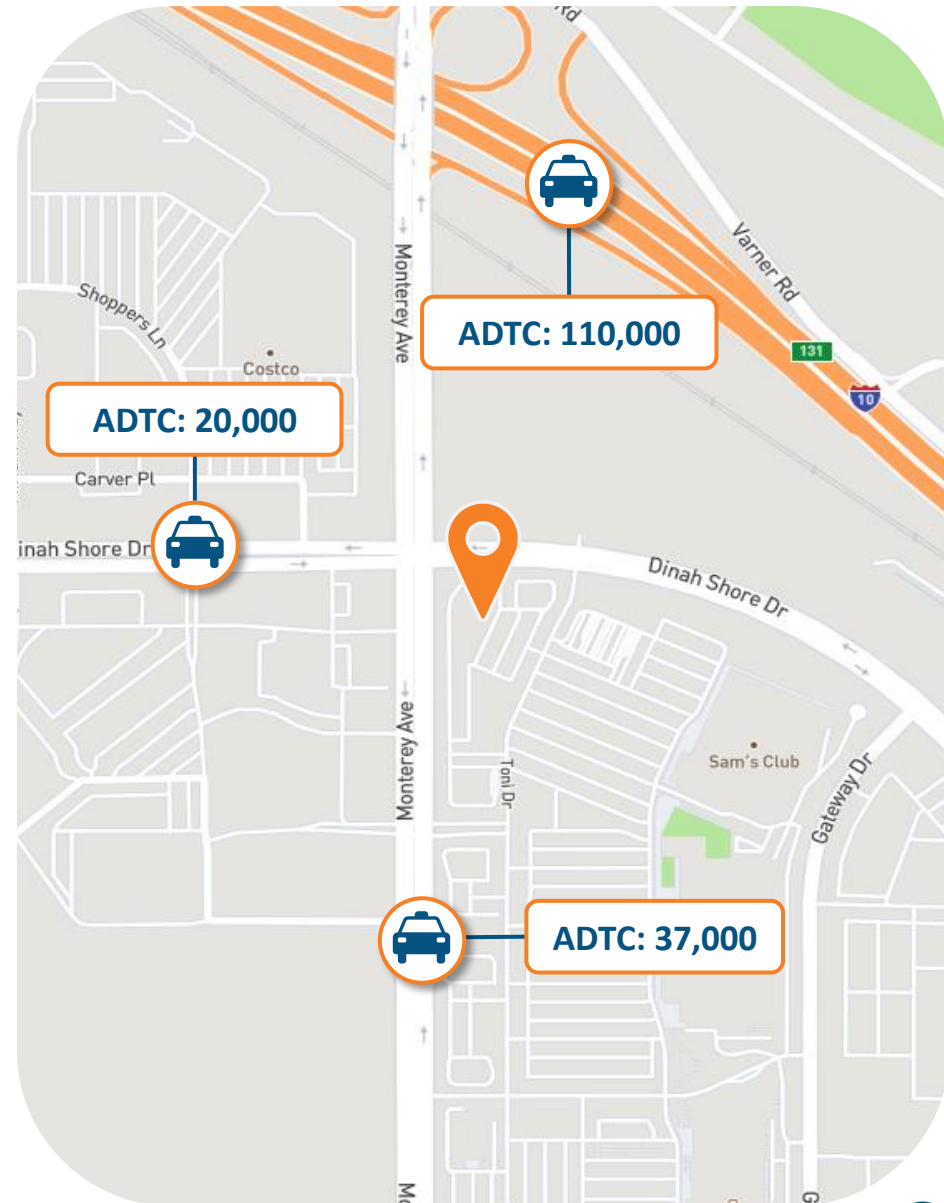 Rd
Monterey Ave
Varner Rd
Shoppers Ln
ADTC: 110,000
131
Costco
10
ADTC: 20,000
Carver Pl
inah Shore Dr
Dinah Shore Dr
Monterey Ave
Toni Dr
Sam's Club
Gateway Dr
ADTC: 37,000
Mo
G